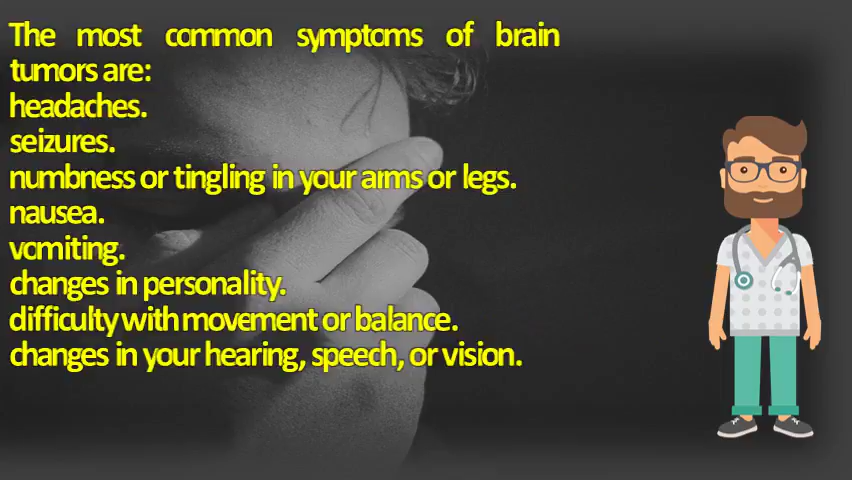 The most common symptoms of brain
tumors are:
headaches.
seizures.
numbness or tingling in your arms or legs.
nausea.
vomiting.
changes in personality.
difficulty with movement or balance.
changes in your hearing, speech, or vision.